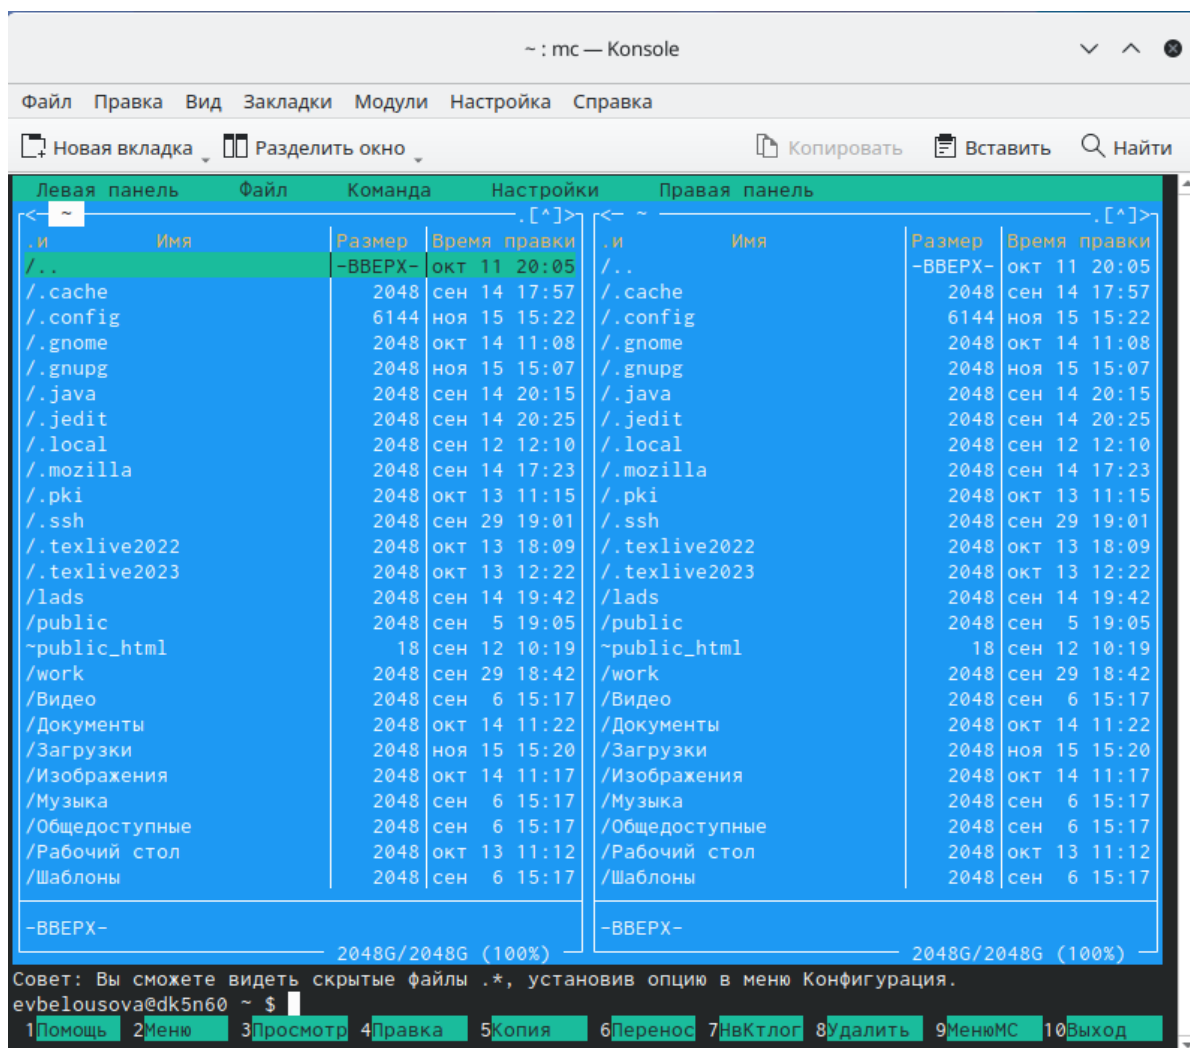 ~ : mc — Konsole
Файл Правка Вид Закладки Модули Настройка Справка
Новая вкладка Разделить окно Копировать Вставить Найти
Левая панель Файл Команда Настройки Правая панель
<— ~ .[^]> <— ~ .[^]>
.и Имя Размер Время правки .и Имя Размер Время правки
/.. -ВВЕРХ- окт 11 20:05 /.. -ВВЕРХ- окт 11 20:05
/.cache 2048 сен 14 17:57 /.cache 2048 сен 14 17:57
/.config 6144 ноя 15 15:22 /.config 6144 ноя 15 15:22
/.gnome 2048 окт 14 11:08 /.gnome 2048 окт 14 11:08
/.gnupg 2048 ноя 15 15:07 /.gnupg 2048 ноя 15 15:07
/.java 2048 сен 14 20:15 /.java 2048 сен 14 20:15
/.jedit 2048 сен 14 20:25 /.jedit 2048 сен 14 20:25
/.local 2048 сен 12 12:10 /.local 2048 сен 12 12:10
/.mozilla 2048 сен 14 17:23 /.mozilla 2048 сен 14 17:23
/.pki 2048 окт 13 11:15 /.pki 2048 окт 13 11:15
/.ssh 2048 сен 29 19:01 /.ssh 2048 сен 29 19:01
/.texlive2022 2048 окт 13 18:09 /.texlive2022 2048 окт 13 18:09
/.texlive2023 2048 окт 13 12:22 /.texlive2023 2048 окт 13 12:22
/lads 2048 сен 14 19:42 /lads 2048 сен 14 19:42
/public 2048 сен 5 19:05 /public 2048 сен 5 19:05
~public_html 18 сен 12 10:19 ~public_html 18 сен 12 10:19
/work 2048 сен 29 18:42 /work 2048 сен 29 18:42
/Видео 2048 сен 6 15:17 /Видео 2048 сен 6 15:17
/Документы 2048 окт 14 11:22 /Документы 2048 окт 14 11:22
/Загрузки 2048 ноя 15 15:20 /Загрузки 2048 ноя 15 15:20
/Изображения 2048 окт 14 11:17 /Изображения 2048 окт 14 11:17
/Музыка 2048 сен 6 15:17 /Музыка 2048 сен 6 15:17
/Общедоступные 2048 сен 6 15:17 /Общедоступные 2048 сен 6 15:17
/Рабочий стол 2048 окт 13 11:12 /Рабочий стол 2048 окт 13 11:12
/Шаблоны 2048 сен 6 15:17 /Шаблоны 2048 сен 6 15:17
-ВВЕРХ- -ВВЕРХ-
2048G/2048G (100%) 2048G/2048G (100%)
Совет: Вы сможете видеть скрытые файлы .*, установив опцию в меню Конфигурация.
evbelousova@dk5n60 ~ $
1Помощь 2Меню 3Просмотр 4Правка 5Копия 6Перенос 7НвКтлог 8Удалить 9МенюМС 10Выход